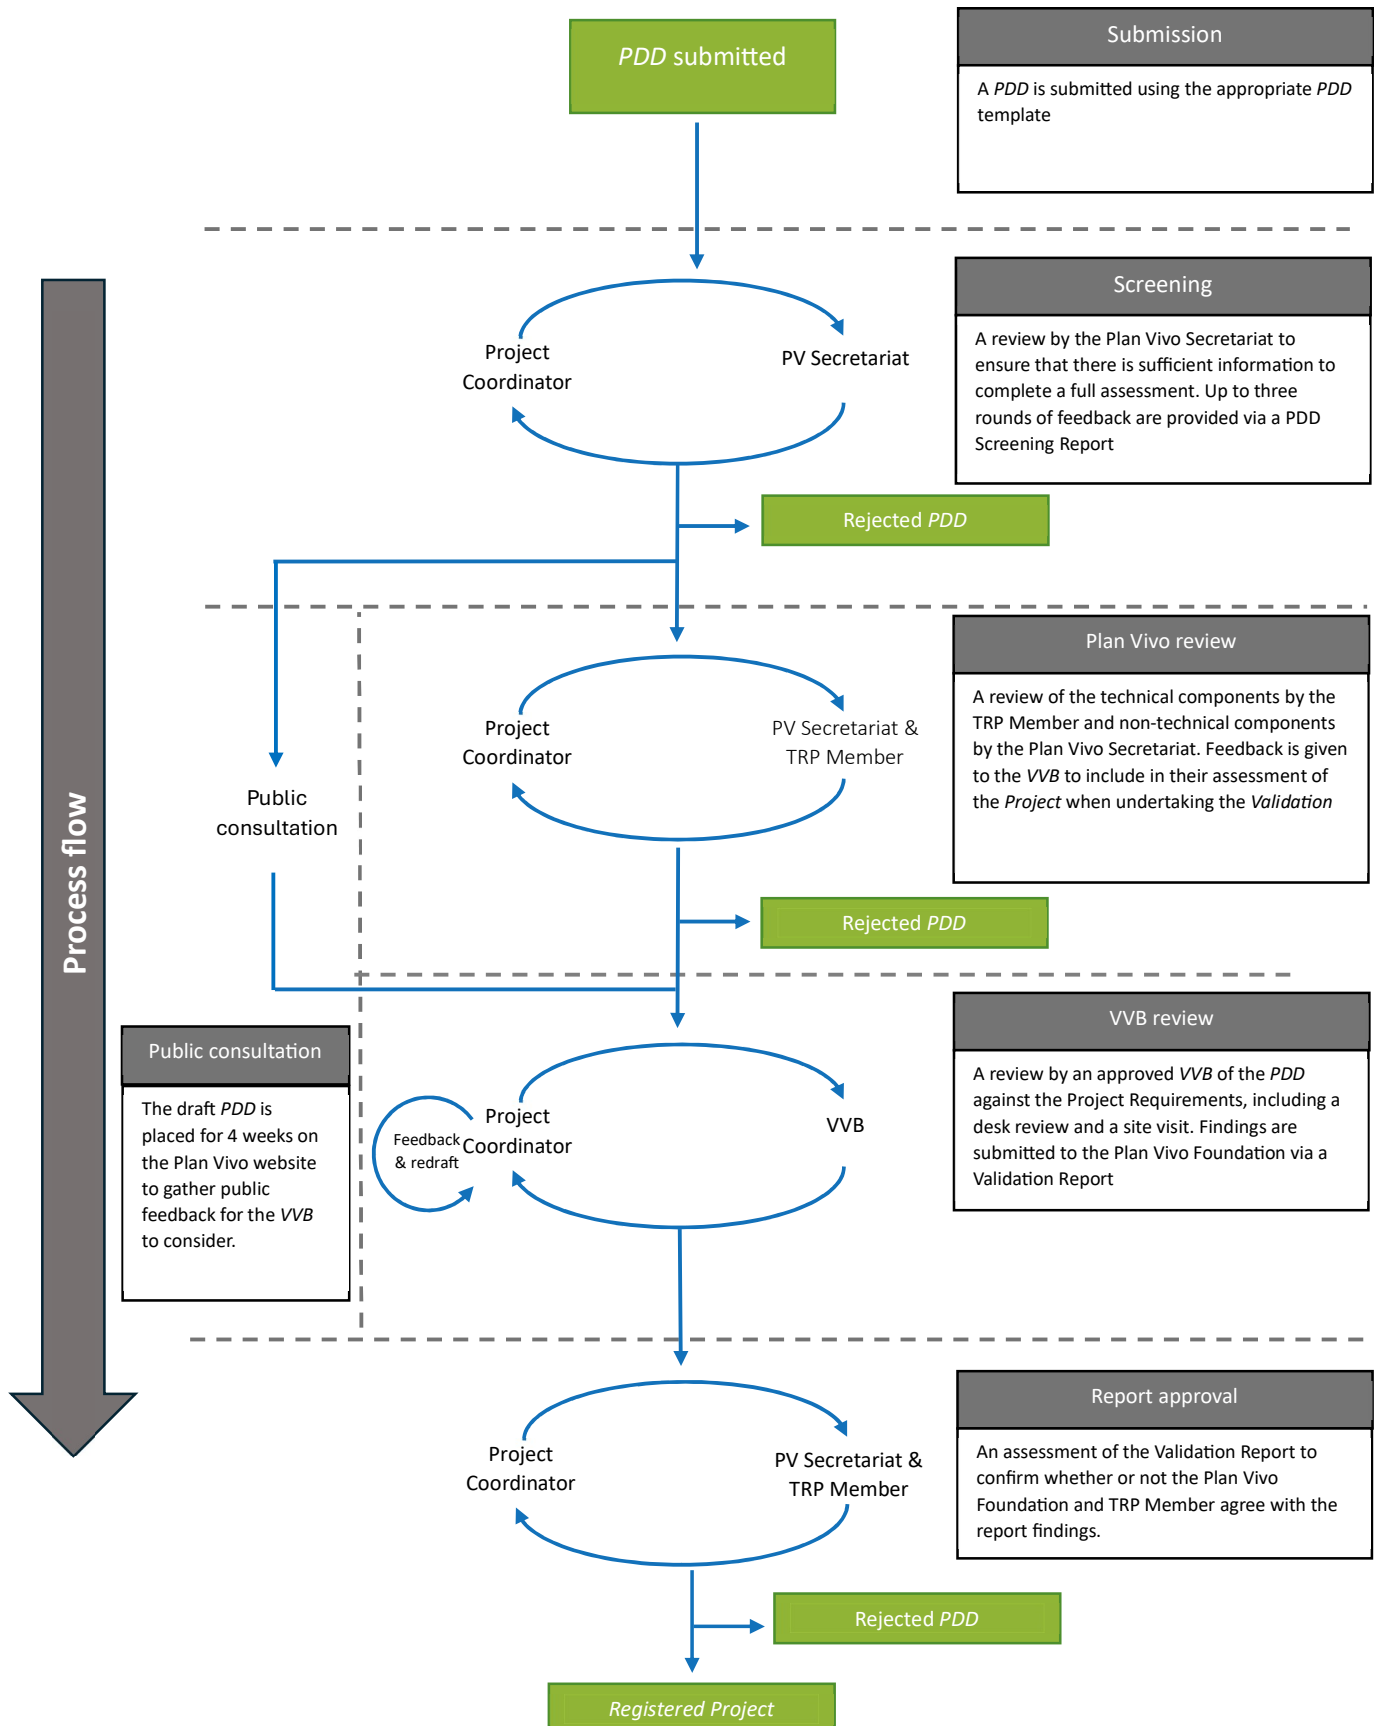 PDD submitted
Submission
A PDD is submitted using the appropriate PDD
template
Screening
A review by the Plan Vivo Secretariat to
ensure that there is sufficient information to
complete a full assessment. Up to three
rounds of feedback are provided via a PDD
Screening Report
Project
Coordinator
PV Secretariat
Rejected PDD
Process flow
Plan Vivo review
A review of the technical components by the
TRP Member and non-technical components
by the Plan Vivo Secretariat. Feedback is given
to the VVB to include in their assessment of
the Project when undertaking the Validation
Project
Coordinator
PV Secretariat &
TRP Member
Public
consultation
Rejected PDD
VVB review
A review by an approved VVB of the PDD
against the Project Requirements, including a
desk review and a site visit. Findings are
submitted to the Plan Vivo Foundation via a
Validation Report
Public consultation
The draft PDD is
placed for 4 weeks on
the Plan Vivo website
to gather public
feedback for the VVB
to consider.
Feedback
& redraft
Project
Coordinator
VVB
Report approval
An assessment of the Validation Report to
confirm whether or not the Plan Vivo
Foundation and TRP Member agree with the
report findings.
Project
Coordinator
PV Secretariat &
TRP Member
Rejected PDD
Registered Project